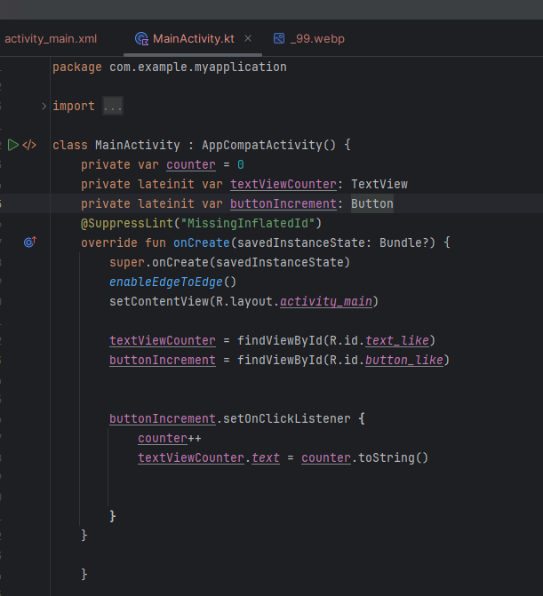 activity_main.xml MainActivity.kt × _99.webp
package com.example.myapplication
import ...
class MainActivity : AppCompatActivity() {
private var counter = 0
private lateinit var textViewCounter: TextView
private lateinit var buttonIncrement: Button
@SuppressLint("MissingInflatedId")
override fun onCreate(savedInstanceState: Bundle?) {
super.onCreate(savedInstanceState)
enableEdgeToEdge()
setContentView(R.layout.activity_main)
textViewCounter = findViewById(R.id.text_like)
buttonIncrement = findViewById(R.id.button_like)
buttonIncrement.setOnClickListener {
counter++
textViewCounter.text = counter.toString()
}
}
}